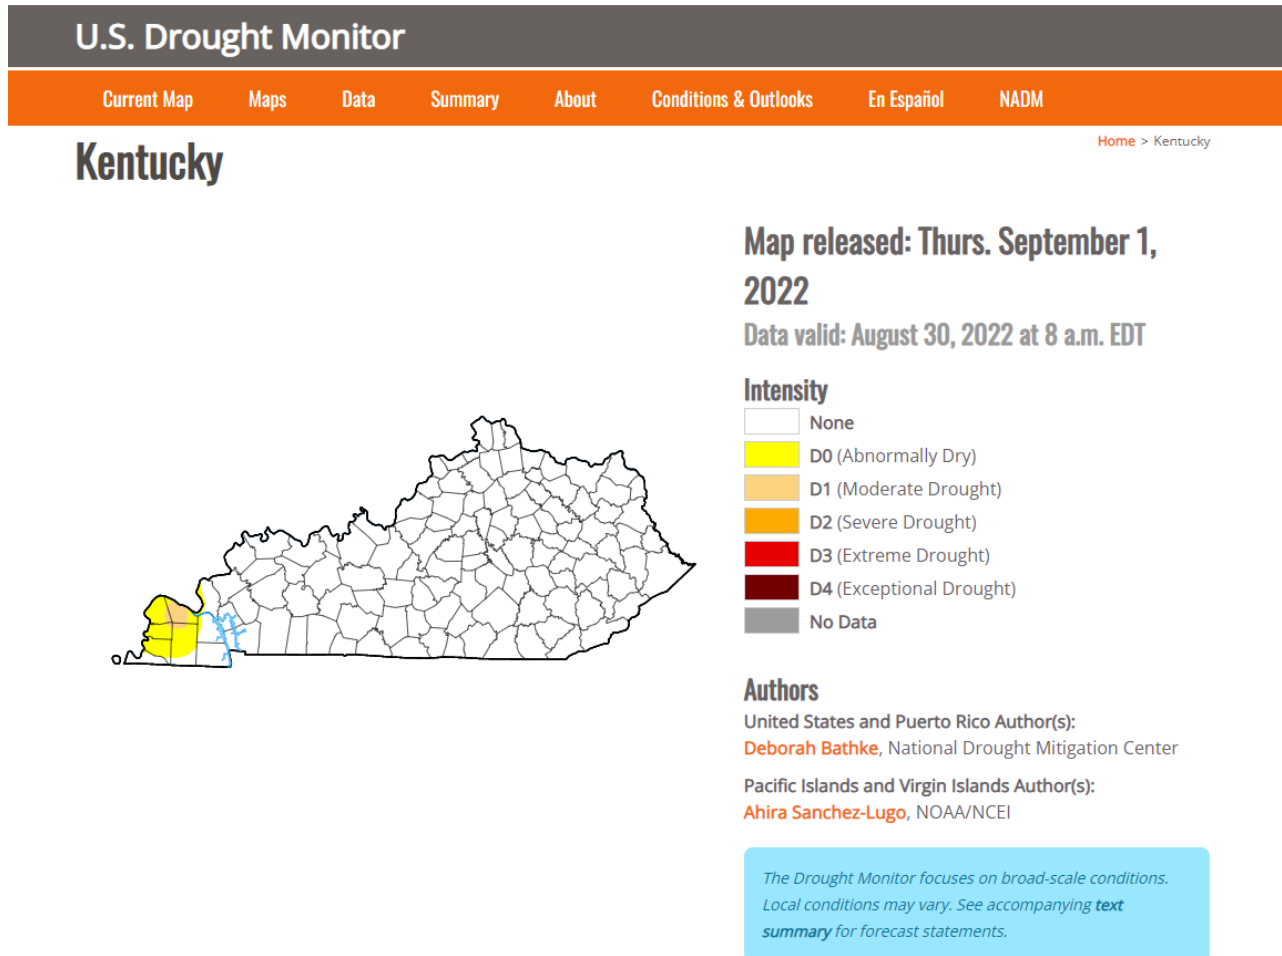 U.S. Drought Monitor
Current Map Maps Data Summary About Conditions & Outlooks En Español NADM
Home > Kentucky
Kentucky
Map released: Thurs. September 1,
2022
Data valid: August 30, 2022 at 8 a.m. EDT
Intensity
None
D0 (Abnormally Dry)
D1 (Moderate Drought)
D2 (Severe Drought)
D3 (Extreme Drought)
D4 (Exceptional Drought)
No Data
Authors
United States and Puerto Rico Author(s):
Deborah Bathke, National Drought Mitigation Center
Pacific Islands and Virgin Islands Author(s):
Ahira Sanchez-Lugo, NOAA/NCEI
The Drought Monitor focuses on broad-scale conditions.
Local conditions may vary. See accompanying text
summary for forecast statements.